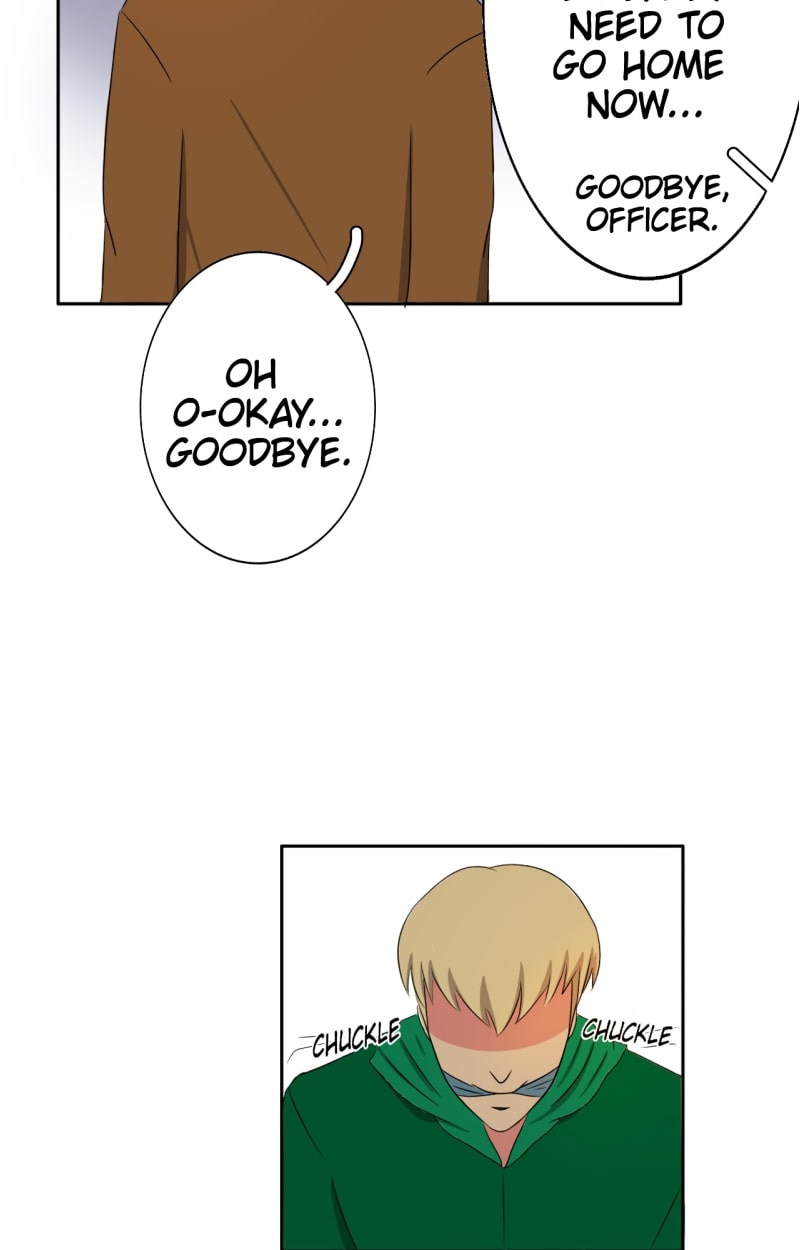 NEED TO
GO HOME
NOW...
GOODBYE,
OFFICER.
OH
O-OKAY...
GOODBYE.
CHUCKLE
CHUCKLE